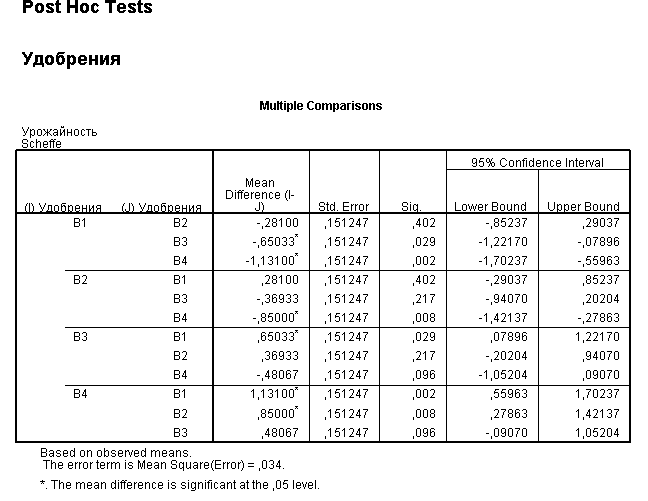 Post Hoc Tests
Удобрения
Multiple Comparisons
Урожайность
Scheffe
(I) Удобрения (J) Удобрения Mean Difference (I-J) Std. Error Sig. 95% Confidence Interval Lower Bound Upper Bound
B1 B2 -,28100 ,151247 ,402 -,85237 ,29037
B3 -,65033* ,151247 ,029 -1,22170 -,07896
B4 -1,13100* ,151247 ,002 -1,70237 -,55963
B2 B1 ,28100 ,151247 ,402 -,29037 ,85237
B3 -,36933 ,151247 ,217 -,94070 ,20204
B4 -,85000* ,151247 ,008 -1,42137 -,27863
B3 B1 ,65033* ,151247 ,029 ,07896 1,22170
B2 ,36933 ,151247 ,217 -,20204 ,94070
B4 -,48067 ,151247 ,096 -1,05204 ,09070
B4 B1 1,13100* ,151247 ,002 ,55963 1,70237
B2 ,85000* ,151247 ,008 ,27863 1,42137
B3 ,48067 ,151247 ,096 -,09070 1,05204
Based on observed means.
The error term is Mean Square(Error) = ,034.
*. The mean difference is significant at the ,05 level.